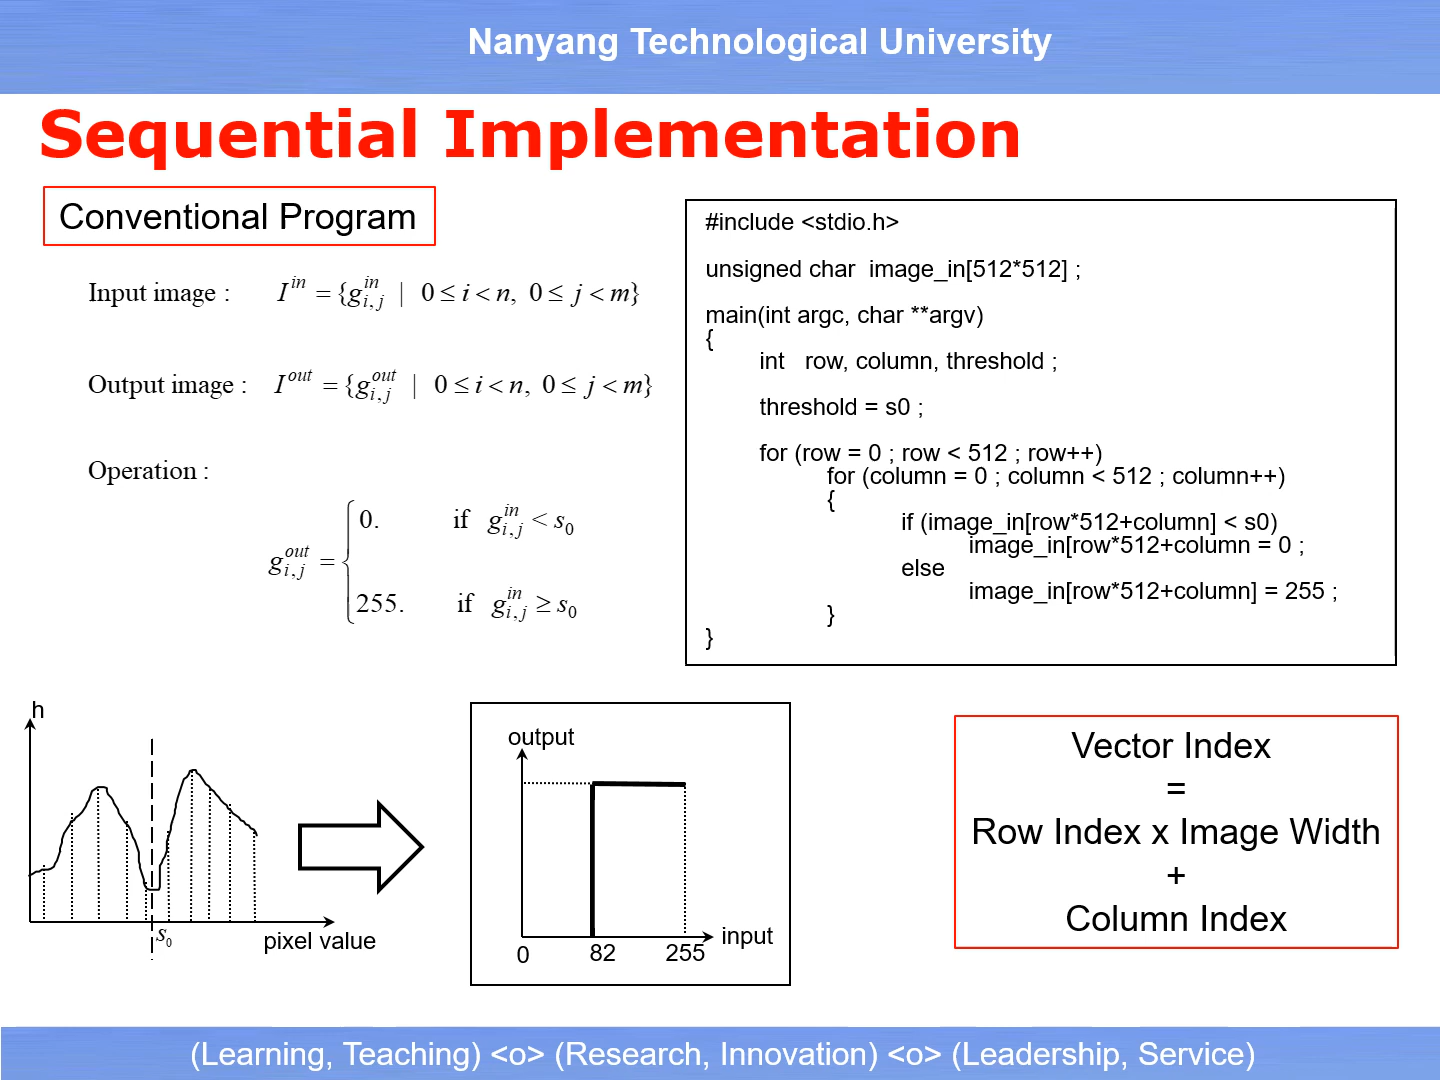 Nanyang Technological University
Sequential Implementation
Conventional Program
Input image : I^in = {g^in_i,j | 0 ≤ i < n, 0 ≤ j < m}
Output image : I^out = {g^out_i,j | 0 ≤ i < n, 0 ≤ j < m}
Operation :
g^out_i,j = { 0. if g^in_i,j < s_0
255. if g^in_i,j ≥ s_0
#include <stdio.h>
unsigned char image_in[512*512] ;
main(int argc, char **argv)
{
int row, column, threshold ;
threshold = s0 ;
for (row = 0 ; row < 512 ; row++)
for (column = 0 ; column < 512 ; column++)
{
if (image_in[row*512+column] < s0)
image_in[row*512+column = 0 ;
else
image_in[row*512+column] = 255 ;
}
}
h
s_0
pixel value
output
0
82
255
input
Vector Index
=
Row Index x Image Width
+
Column Index
(Learning, Teaching) <o> (Research, Innovation) <o> (Leadership, Service)